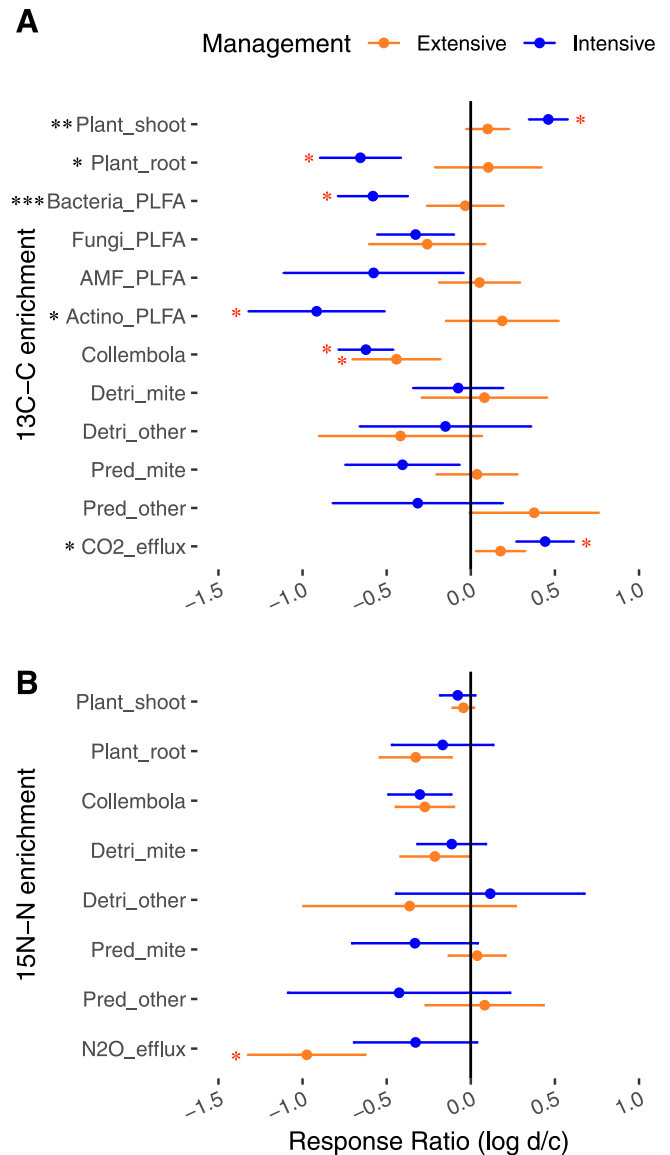 A
Management Extensive Intensive
13C−C enrichment
** Plant_shoot *
* Plant_root *
*** Bacteria_PLFA *
Fungi_PLFA
AMF_PLFA
* Actino_PLFA *
Collembola * *
Detri_mite
Detri_other
Pred_mite
Pred_other
* CO2_efflux *
−1.5 −1.0 −0.5 0.0 0.5 1.0
B
15N−N enrichment
Plant_shoot
Plant_root
Collembola
Detri_mite
Detri_other
Pred_mite
Pred_other
N2O_efflux *
−1.5 −1.0 −0.5 0.0 0.5 1.0
Response Ratio (log d/c)